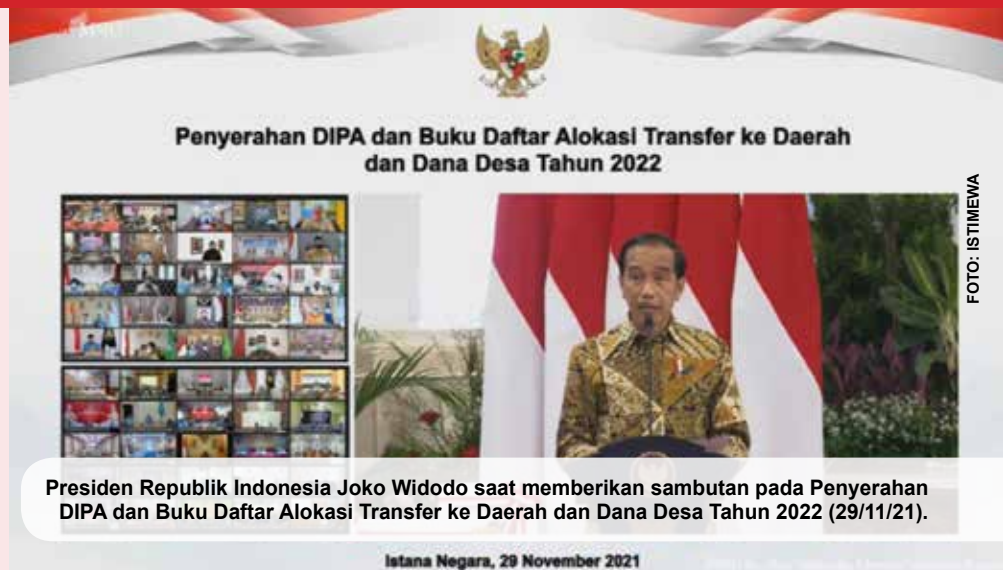 Penyerahan DIPA dan Buku Daftar Alokasi Transfer ke Daerah
dan Dana Desa Tahun 2022
FOTO: ISTIMEWA
Presiden Republik Indonesia Joko Widodo saat memberikan sambutan pada Penyerahan
DIPA dan Buku Daftar Alokasi Transfer ke Daerah dan Dana Desa Tahun 2022 (29/11/21).
Istana Negara, 29 November 2021